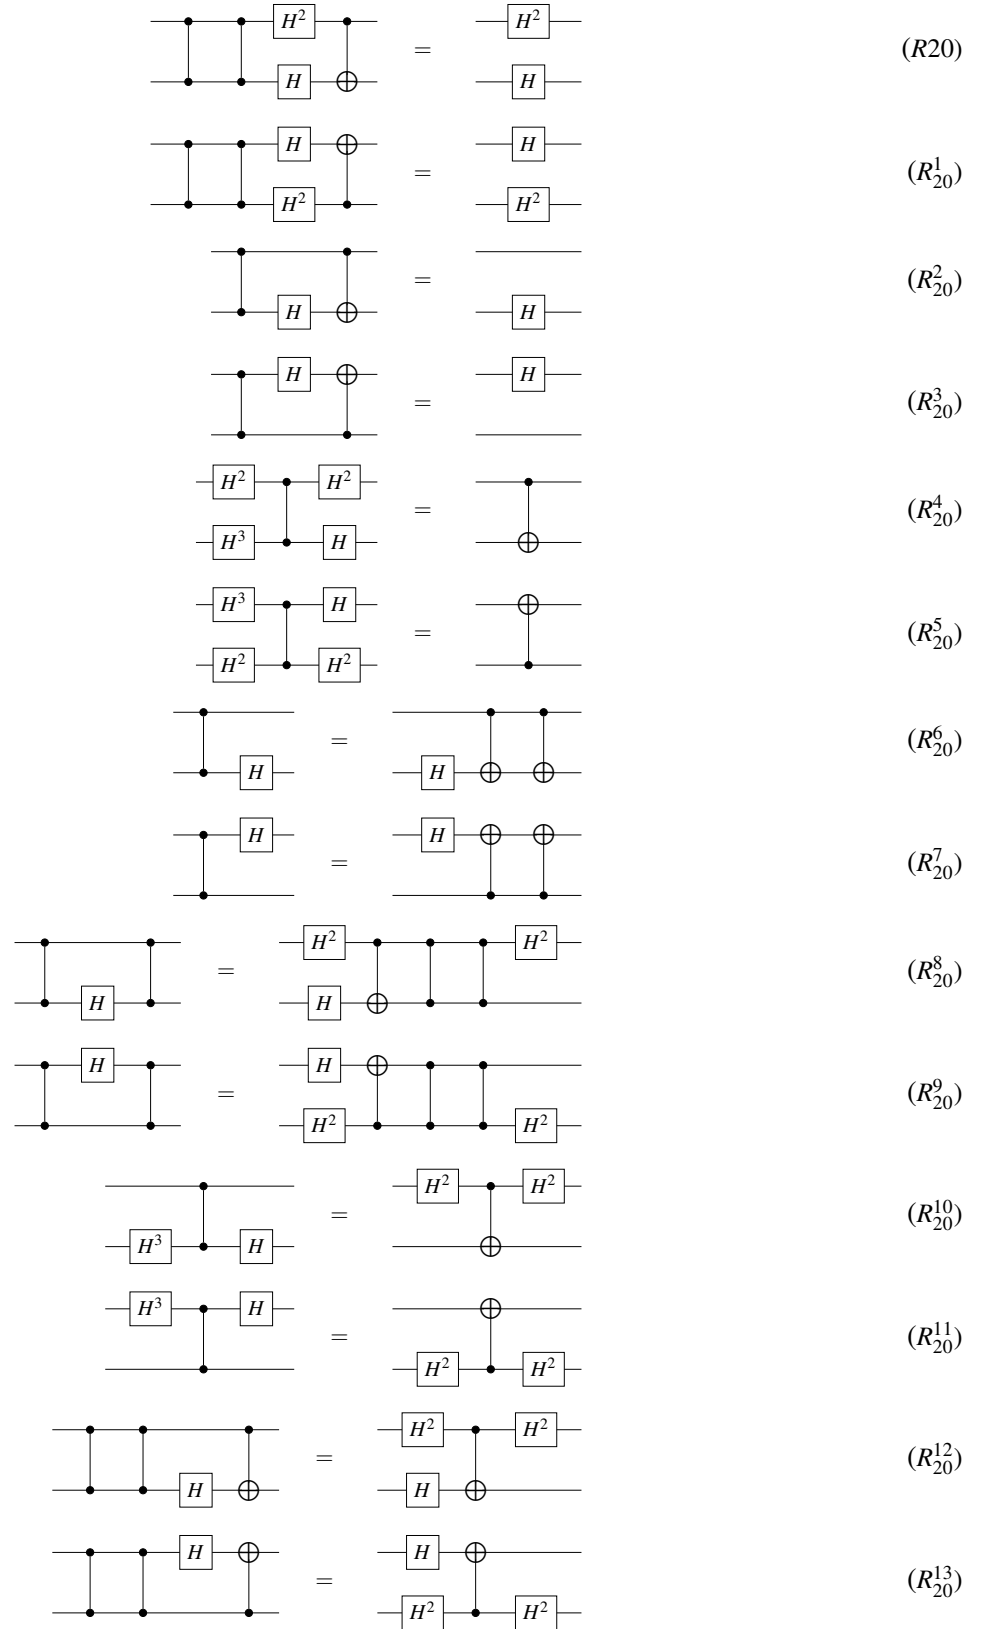 H² = H² (R20)
H H
H = H (R¹₂₀)
H² H²
= (R²₂₀)
H H
H = H (R³₂₀)
H² H² = (R⁴₂₀)
H³ H
H³ H = (R⁵₂₀)
H² H²
= (R⁶₂₀)
H H
H = H (R⁷₂₀)
= H² H² (R⁸₂₀)
H H
H = H (R⁹₂₀)
H² H²
= H² H² (R¹⁰₂₀)
H³ H
H³ H = (R¹¹₂₀)
H² H²
= H² H² (R¹²₂₀)
H H
H = H (R¹³₂₀)
H² H²